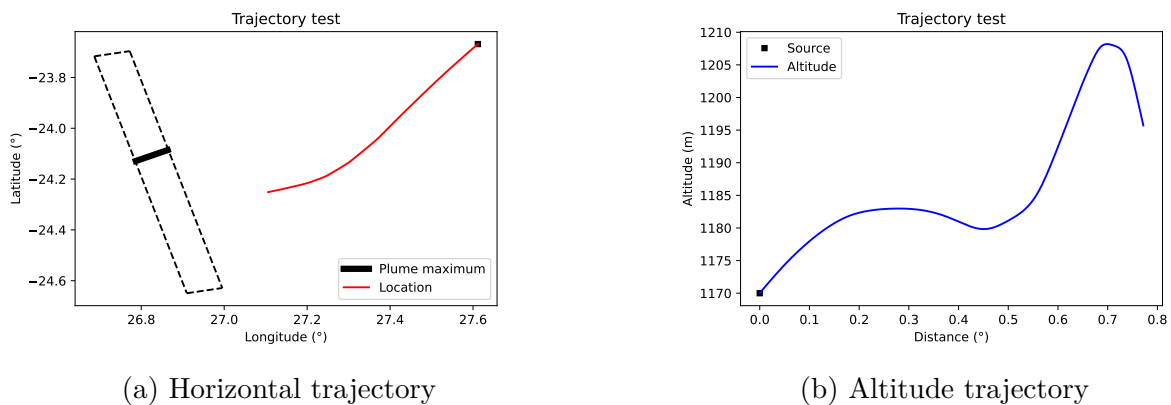 Trajectory test
−23.8
−24.0
−24.2
−24.4
−24.6
Latitude (°)
26.8 27.0 27.2 27.4 27.6
Longitude (°)
Plume maximum
Location
(a) Horizontal trajectory
Trajectory test
1210
1205
1200
1195
1190
1185
1180
1175
1170
Altitude (m)
Source
Altitude
0.0 0.1 0.2 0.3 0.4 0.5 0.6 0.7 0.8
Distance (°)
(b) Altitude trajectory